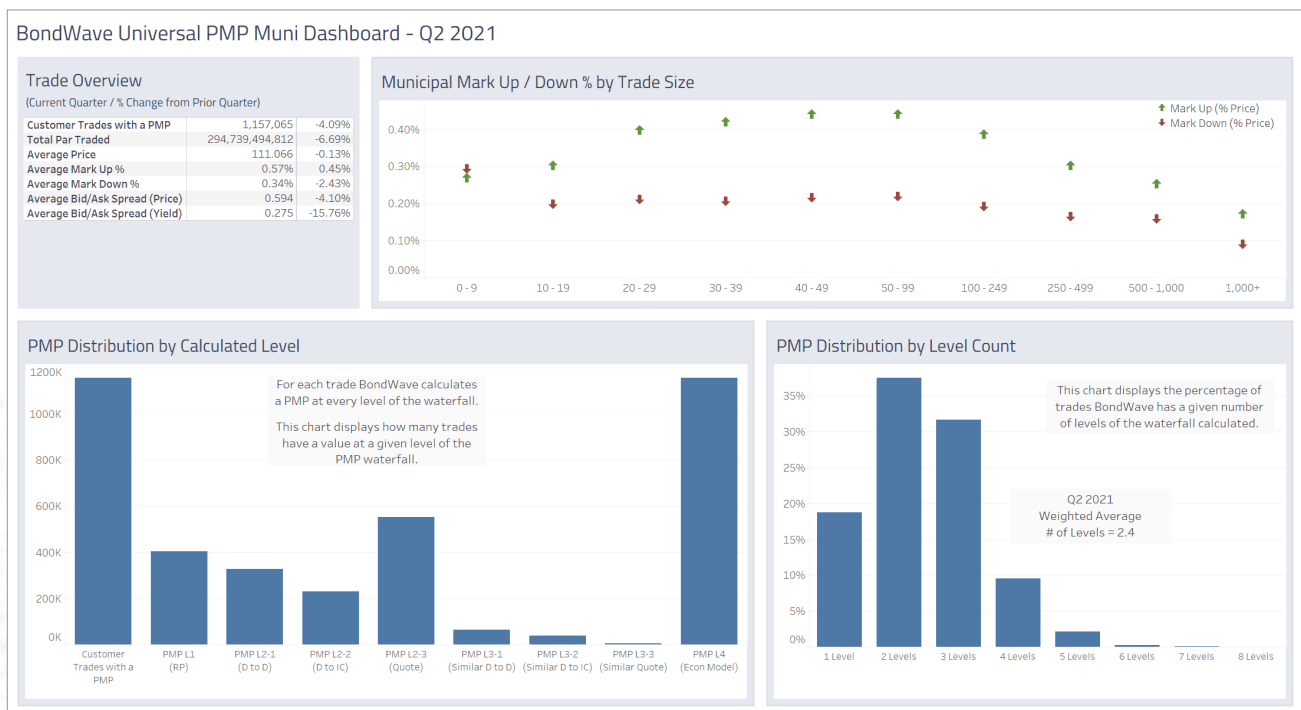 BondWave Universal PMP Muni Dashboard - Q2 2021
Trade Overview
(Current Quarter / % Change from Prior Quarter)
Customer Trades with a PMP 1,157,065 -4.09%
Total Par Traded 294,739,494,812 -6.69%
Average Price 111.066 -0.13%
Average Mark Up % 0.57% 0.45%
Average Mark Down % 0.34% -2.43%
Average Bid/Ask Spread (Price) 0.594 -4.10%
Average Bid/Ask Spread (Yield) 0.275 -15.76%
Municipal Mark Up / Down % by Trade Size
Mark Up (% Price)
Mark Down (% Price)
0.40%
0.30%
0.20%
0.10%
0.00%
0 - 9 10 - 19 20 - 29 30 - 39 40 - 49 50 - 99 100 - 249 250 - 499 500 - 1,000 1,000+
PMP Distribution by Calculated Level
1200K
1000K
800K
600K
400K
200K
0K
For each trade BondWave calculates
a PMP at every level of the waterfall.
This chart displays how many trades
have a value at a given level of the
PMP waterfall.
Customer PMP L1 PMP L2-1 PMP L2-2 PMP L2-3 PMP L3-1 PMP L3-2 PMP L3-3 PMP L4
Trades with a (RP) (D to D) (D to IC) (Quote) (Similar D to D) (Similar D to IC) (Similar Quote) (Econ Model)
PMP
PMP Distribution by Level Count
35%
30%
25%
20%
15%
10%
5%
0%
This chart displays the percentage of
trades BondWave has a given number
of levels of the waterfall calculated.
Q2 2021
Weighted Average
# of Levels = 2.4
1 Level 2 Levels 3 Levels 4 Levels 5 Levels 6 Levels 7 Levels 8 Levels